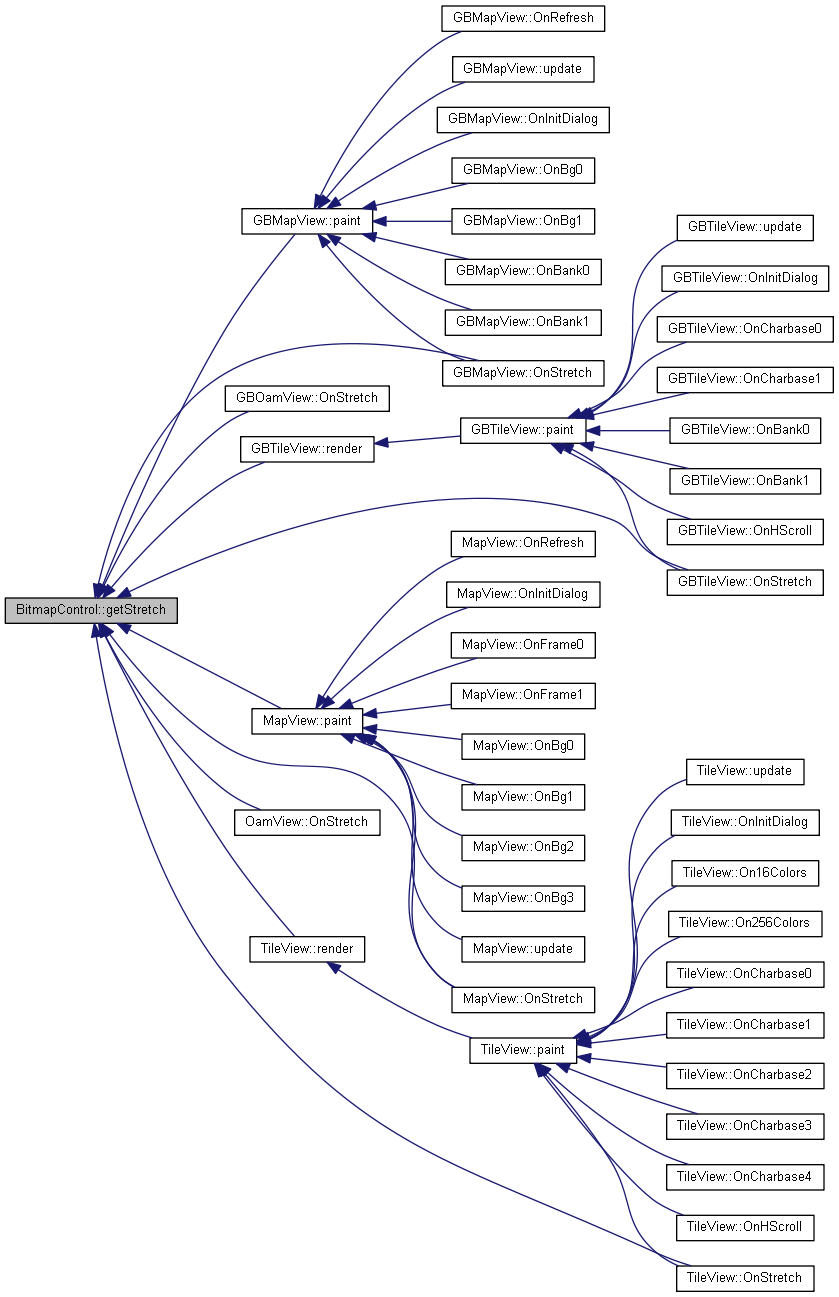 GBMapView::OnRefresh
GBMapView::update
GBMapView::OnInitDialog
GBMapView::OnBg0
GBMapView::paint
GBMapView::OnBg1
GBTileView::update
GBMapView::OnBank0
GBTileView::OnInitDialog
GBMapView::OnBank1
GBTileView::OnCharbase0
GBMapView::OnStretch
GBTileView::OnCharbase1
GBOamView::OnStretch
GBTileView::paint
GBTileView::OnBank0
GBTileView::render
GBTileView::OnBank1
GBTileView::OnHScroll
MapView::OnRefresh
GBTileView::OnStretch
MapView::OnInitDialog
BitmapControl::getStretch
MapView::OnFrame0
MapView::OnFrame1
MapView::paint
MapView::OnBg0
TileView::update
MapView::OnBg1
OamView::OnStretch
TileView::OnInitDialog
MapView::OnBg2
TileView::On16Colors
MapView::OnBg3
TileView::On256Colors
TileView::render
MapView::update
TileView::OnCharbase0
MapView::OnStretch
TileView::OnCharbase1
TileView::paint
TileView::OnCharbase2
TileView::OnCharbase3
TileView::OnCharbase4
TileView::OnHScroll
TileView::OnStretch